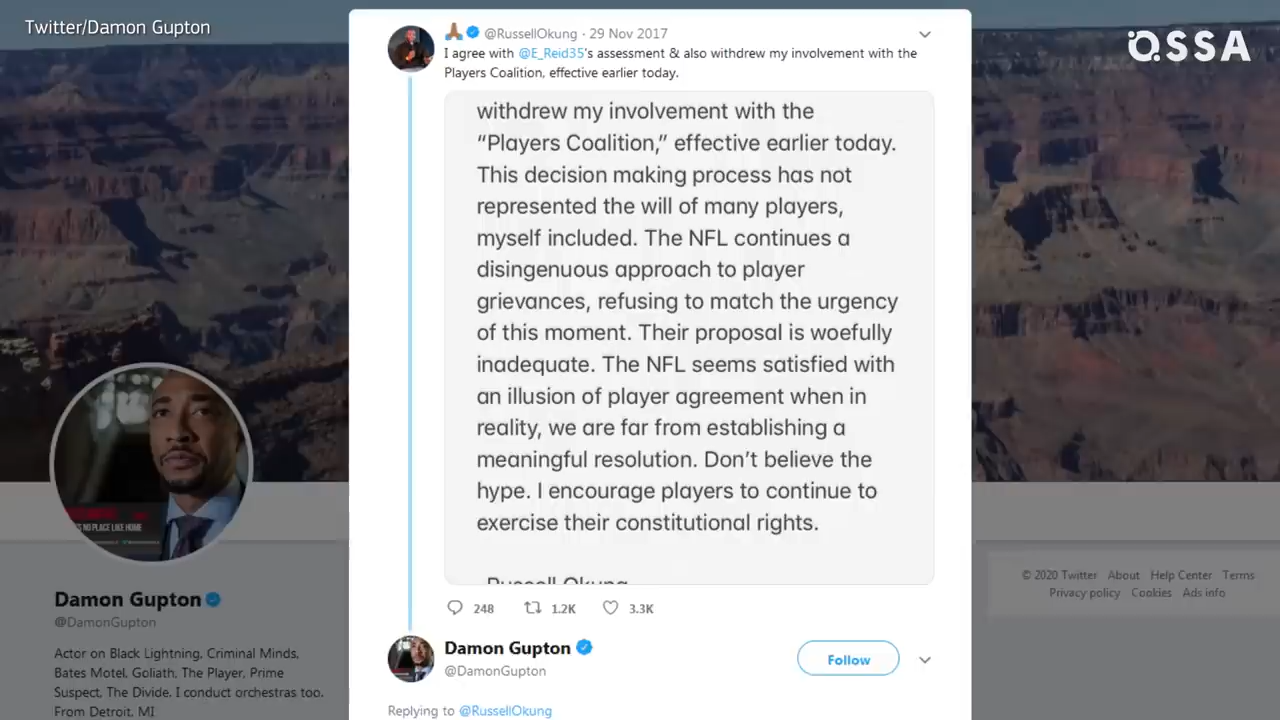 Twitter/Damon Gupton
OSSA
@RussellOkung · 29 Nov 2017
I agree with @E_Reid35's assessment & also withdrew my involvement with the
Players Coalition, effective earlier today.
withdrew my involvement with the
“Players Coalition,” effective earlier today.
This decision making process has not
represented the will of many players,
myself included. The NFL continues a
disingenuous approach to player
grievances, refusing to match the urgency
of this moment. Their proposal is woefully
inadequate. The NFL seems satisfied with
an illusion of player agreement when in
reality, we are far from establishing a
meaningful resolution. Don’t believe the
hype. I encourage players to continue to
exercise their constitutional rights.
Russell Okung
248 1.2K 3.3K
Damon Gupton
@DamonGupton
Follow
Replying to @RussellOkung
NO PLACE LIKE HOME
Damon Gupton
@DamonGupton
Actor on Black Lightning, Criminal Minds,
Bates Motel, Goliath, The Player, Prime
Suspect, The Divide. I conduct orchestras too.
From Detroit, MI
© 2020 Twitter About Help Center Terms
Privacy policy Cookies Ads info